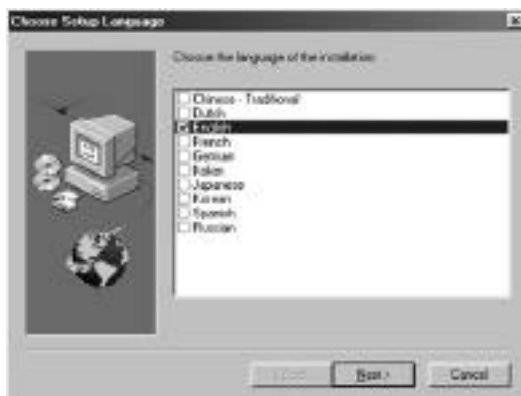 Choose Setup Language
Choose the language of the installation:
Chinese - Traditional
Dutch
English
French
German
Italian
Japanese
Korean
Spanish
Russian
Next >
Cancel